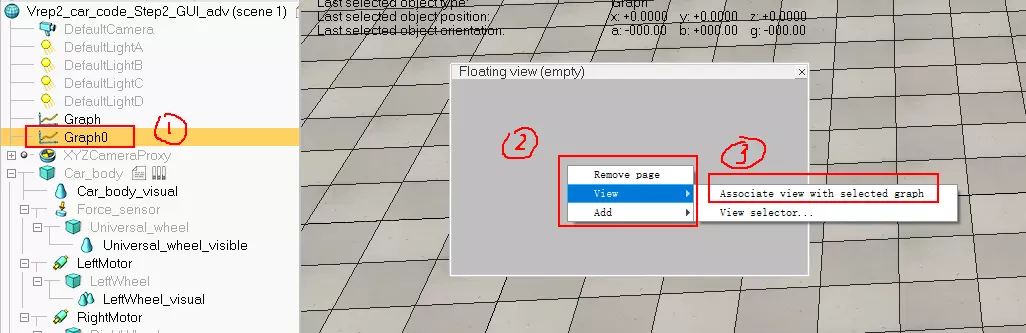 Vrep2_car_code_Step2_GUI_adv (scene 1)
DefaultCamera
DefaultLightA
DefaultLightB
DefaultLightC
DefaultLightD
Graph
Graph0
1
XYZCameraProxy
Car_body
Car_body_visual
Force_sensor
Universal_wheel
Universal_wheel_visible
LeftMotor
LeftWheel
LeftWheel_visual
RightMotor
Last selected object type: Graph
Last selected object position: x: +0.0000 y: +0.0000 z: +0.0000
Last selected object orientation: a: -000.00 b: +000.00 g: -000.00
Floating view (empty)
2
Remove page
View
Add
3
Associate view with selected graph
View selector...